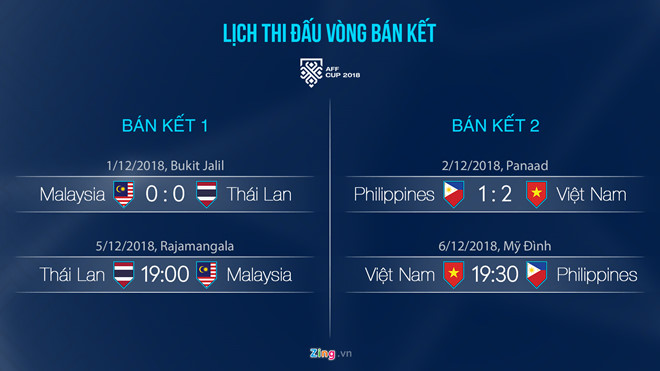 LỊCH THI ĐẤU VÒNG BÁN KẾT
AFF
CUP 2018
BÁN KẾT 1
1/12/2018, Bukit Jalil
Malaysia 0 : 0 Thái Lan
5/12/2018, Rajamangala
Thái Lan 19:00 Malaysia
BÁN KẾT 2
2/12/2018, Panaad
Philippines 1 : 2 Việt Nam
6/12/2018, Mỹ Đình
Việt Nam 19:30 Philippines
Zing.vn